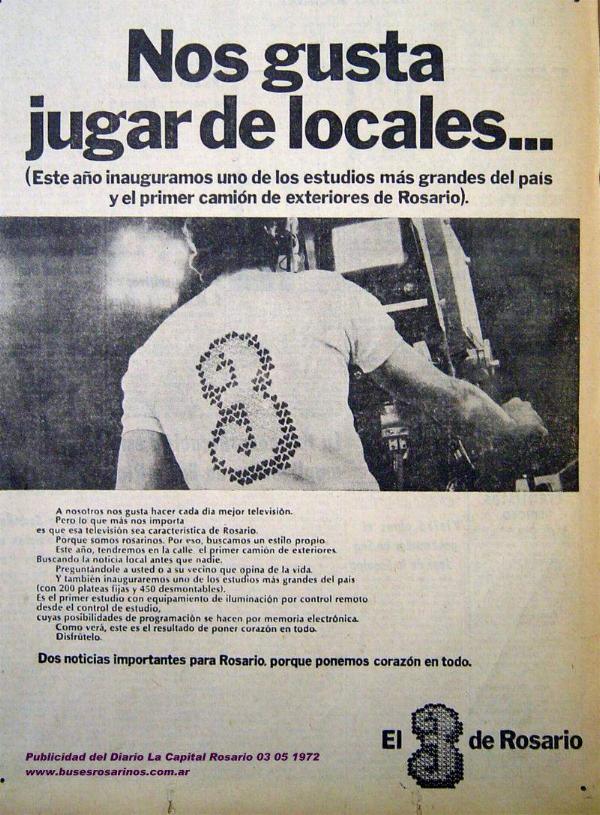 Nos gusta
jugar de locales...
(Este año inauguramos uno de los estudios más grandes del país
y el primer camión de exteriores de Rosario).
A nosotros nos gusta hacer cada día mejor televisión.
Pero lo que más nos importa
es que esa televisión sea característica de Rosario.
Porque somos rosarinos. Por eso, buscamos un estilo propio.
Este año, tendremos en la calle, el primer camión de exteriores.
Buscando la noticia local antes que nadie.
Preguntándole a usted o a su vecino que opina de la vida.
Y también inauguraremos uno de los estudios más grandes del país
(con 200 plateas fijas y 450 desmontables).
Es el primer estudio con equipamiento de iluminación por control remoto
desde el control de estudio,
cuyas posibilidades de programación se hacen por memoria electrónica.
Como verá, este es el resultado de poner corazón en todo.
Disfrútelo.
Dos noticias importantes para Rosario, porque ponemos corazón en todo.
El 3 de Rosario
Publicidad del Diario La Capital Rosario 03 05 1972
www.busesrosarinos.com.ar